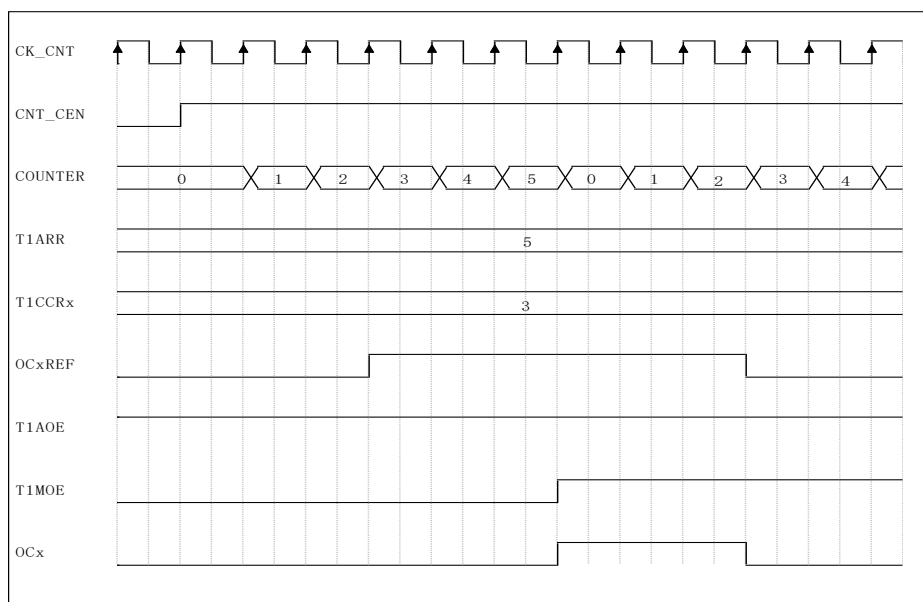 CK_CNT
CNT_CEN
COUNTER 0 1 2 3 4 5 0 1 2 3 4
T1ARR 5
T1CCRx 3
OCxREF
T1AOE
T1MOE
OCx